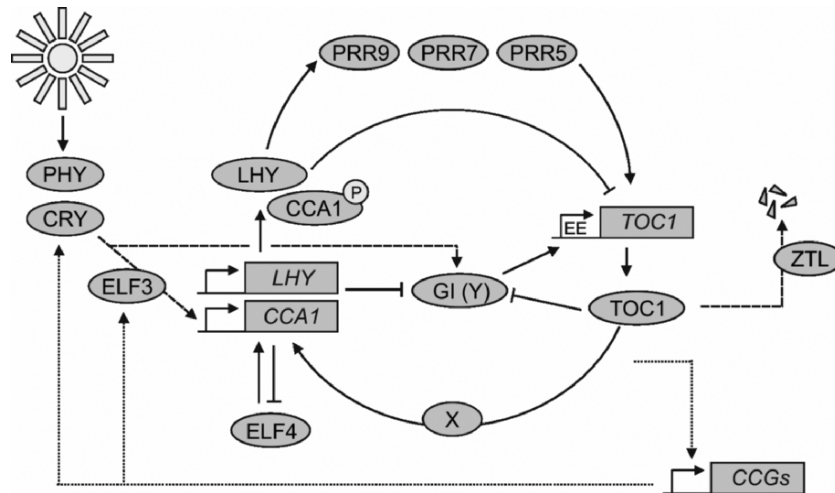 PRR9 PRR7 PRR5
PHY
LHY
P
CCA1
CRY
EE TOC1
ZTL
ELF3
LHY
GI (Y)
TOC1
CCA1
X
ELF4
CCGs